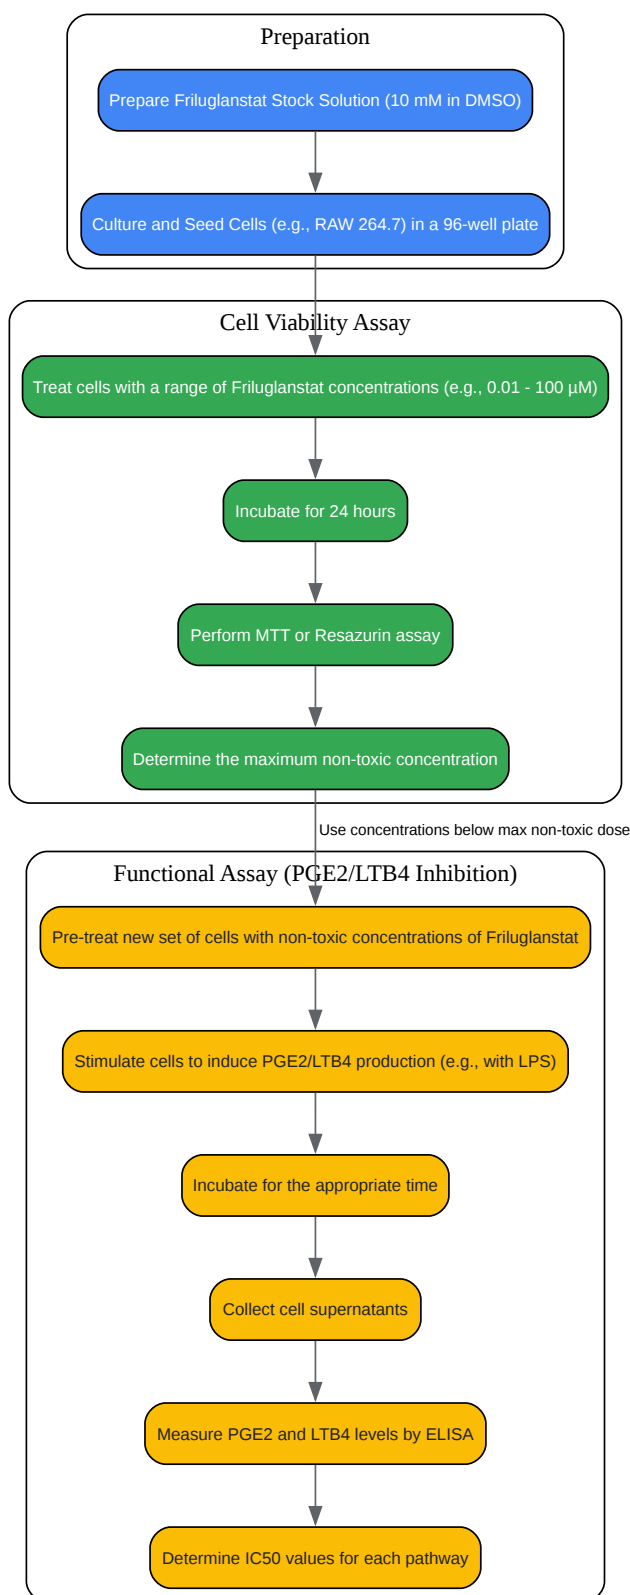 Preparation
Prepare Friluglanstat Stock Solution (10 mM in DMSO)
Culture and Seed Cells (e.g., RAW 264.7) in a 96-well plate
Cell Viability Assay
Treat cells with a range of Friluglanstat concentrations (e.g., 0.01 - 100 µM)
Incubate for 24 hours
Perform MTT or Resazurin assay
Determine the maximum non-toxic concentration
Use concentrations below max non-toxic dose
Functional Assay (PGE2/LTB4 Inhibition)
Pre-treat new set of cells with non-toxic concentrations of Friluglanstat
Stimulate cells to induce PGE2/LTB4 production (e.g., with LPS)
Incubate for the appropriate time
Collect cell supernatants
Measure PGE2 and LTB4 levels by ELISA
Determine IC50 values for each pathway